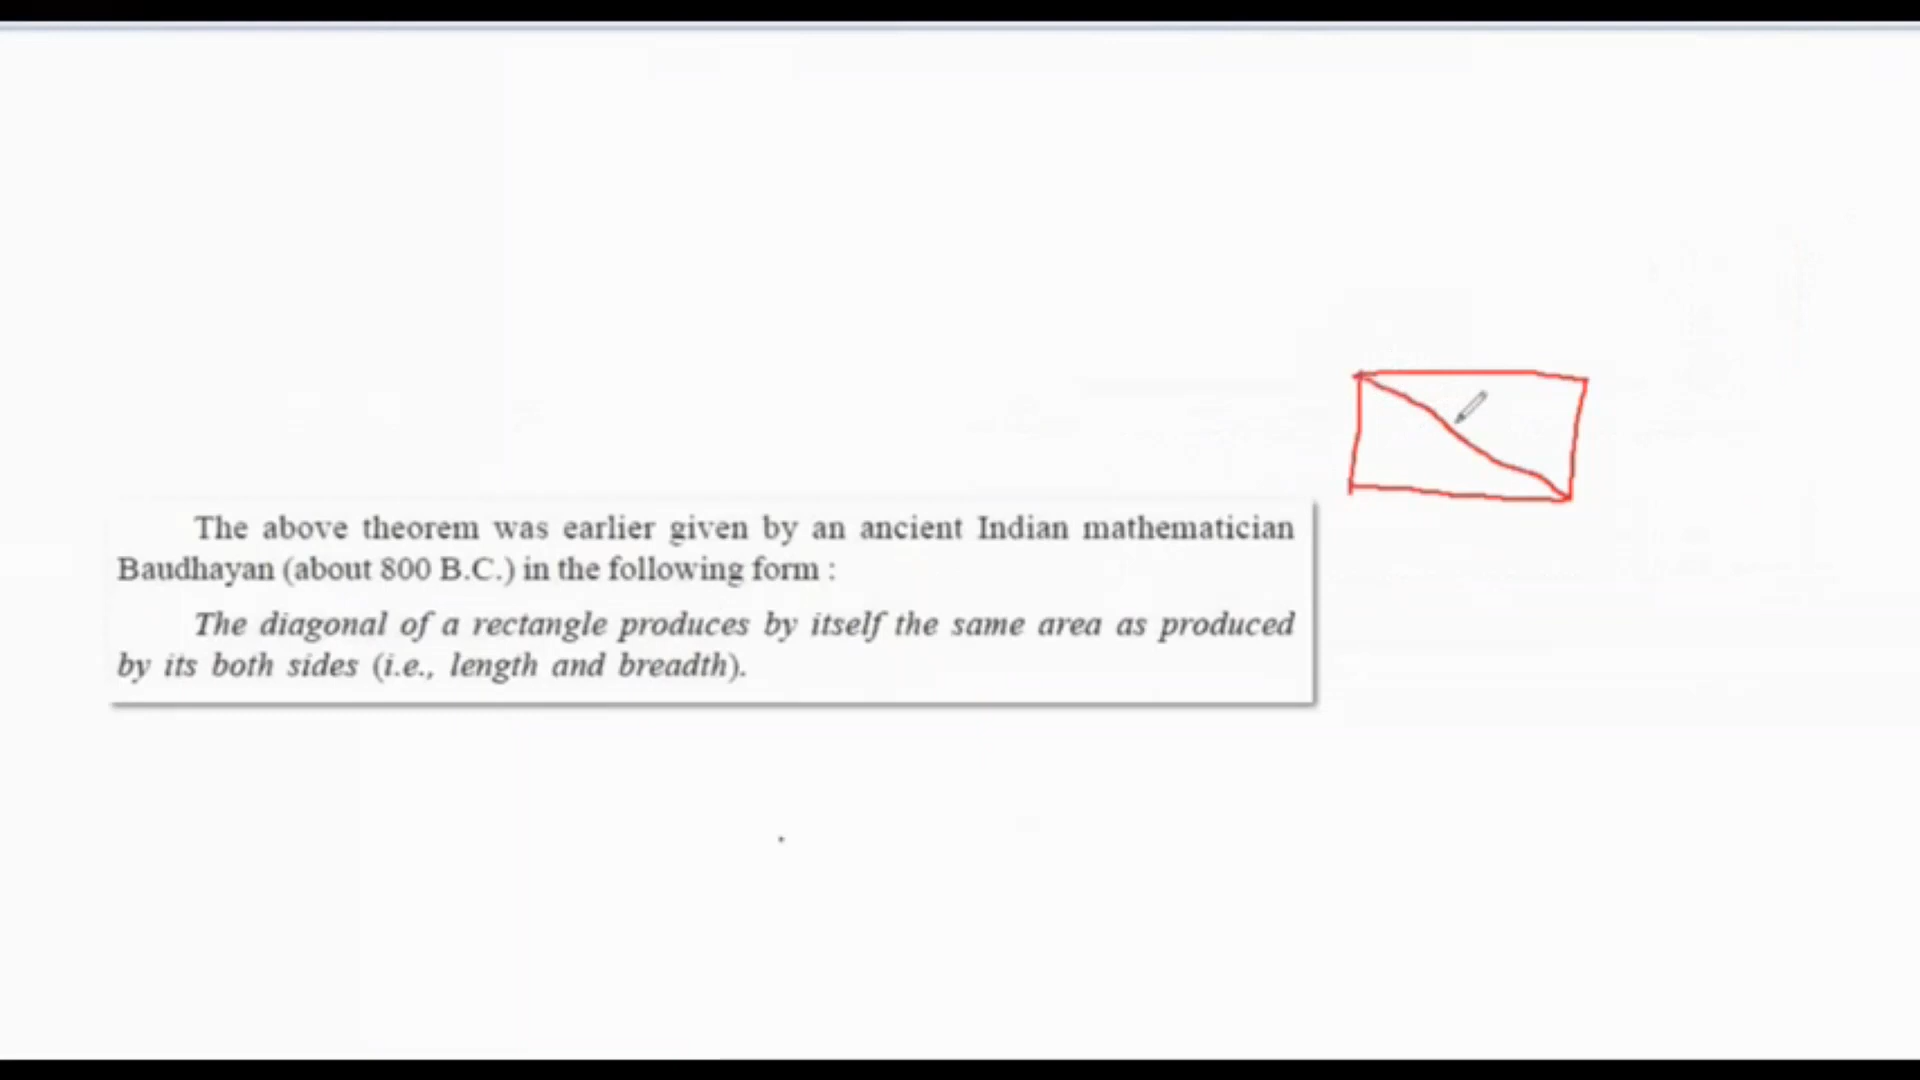 The above theorem was earlier given by an ancient Indian mathematician
Baudhayan (about 800 B.C.) in the following form :
The diagonal of a rectangle produces by itself the same area as produced
by its both sides (i.e., length and breadth).